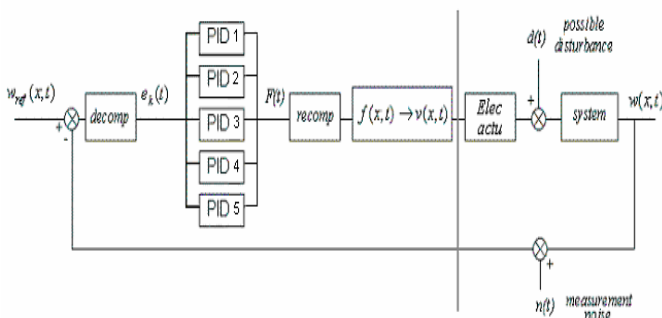 w_ref(x,t)
+
-
decomp
e_k(t)
PID 1
PID 2
PID 3
PID 4
PID 5
F(t)
recomp
f(x,t) → v(x,t)
Elec
actu
d(t)
possible
disturbance
+
system
w(x,t)
+
n(t)
measurement
noise